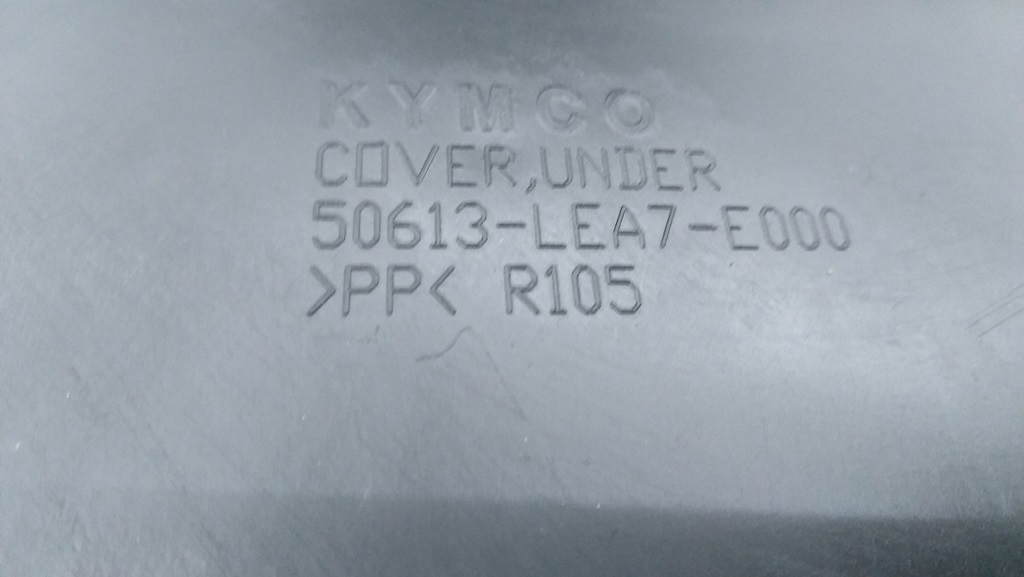 KYMCO
COVER,UNDER
50613-LEA7-E000
>PP< R105